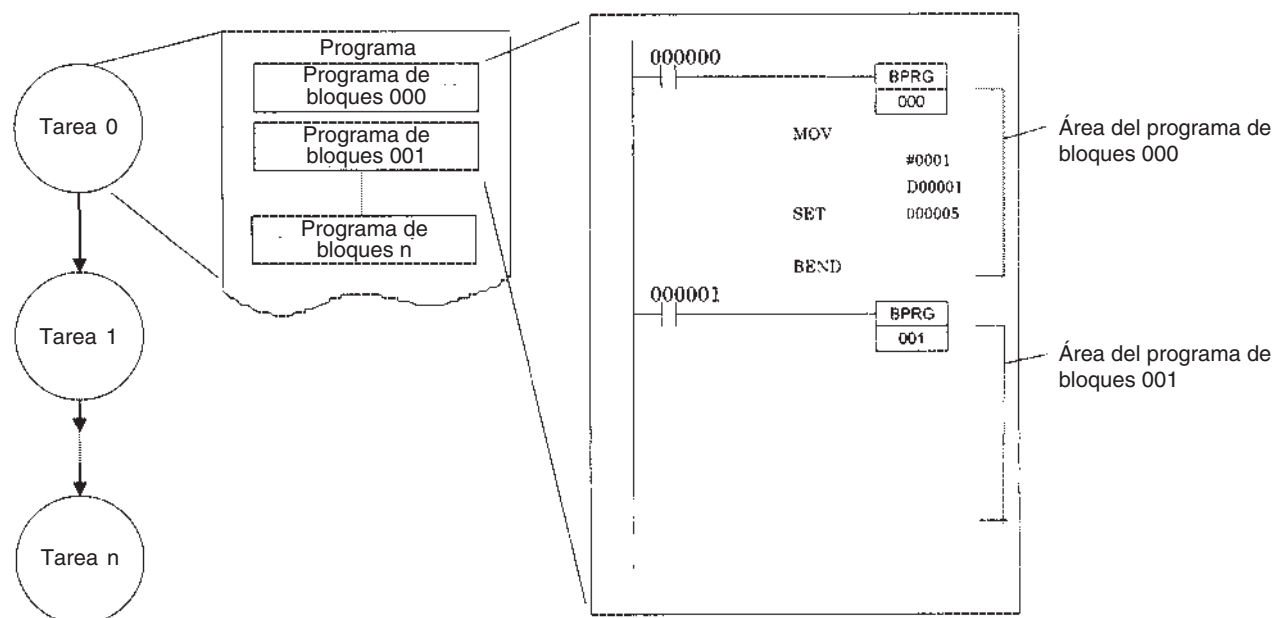 Tarea 0
Tarea 1
Tarea n
Programa
Programa de
bloques 000
Programa de
bloques 001
Programa de
bloques n
000000
BPRG
000
MOV
#0001
D00001
SET
D00005
BEND
000001
BPRG
001
Área del programa de
bloques 000
Área del programa de
bloques 001